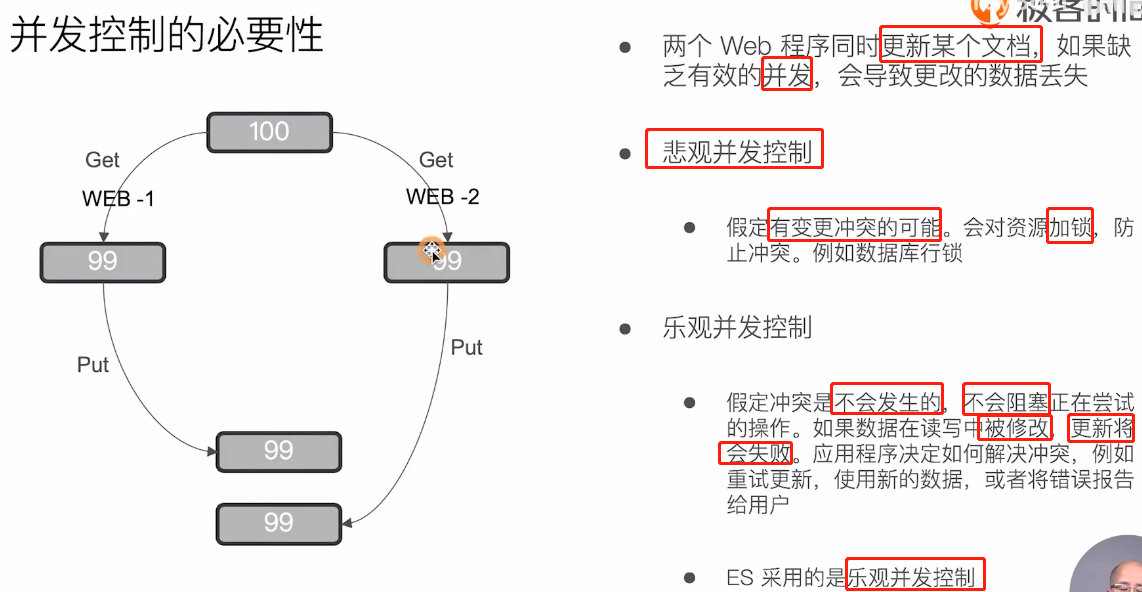 并发控制的必要性
100
Get
Get
WEB -1
WEB -2
99
99
Put
Put
99
99
极客时间
两个 Web 程序同时更新某个文档，如果缺
乏有效的并发，会导致更改的数据丢失
悲观并发控制
假定有变更冲突的可能。会对资源加锁，防
止冲突。例如数据库行锁
乐观并发控制
假定冲突是不会发生的，不会阻塞正在尝试
的操作。如果数据在读写中被修改，更新将
会失败。应用程序决定如何解决冲突，例如
重试更新，使用新的数据，或者将错误报告
给用户
ES 采用的是乐观并发控制